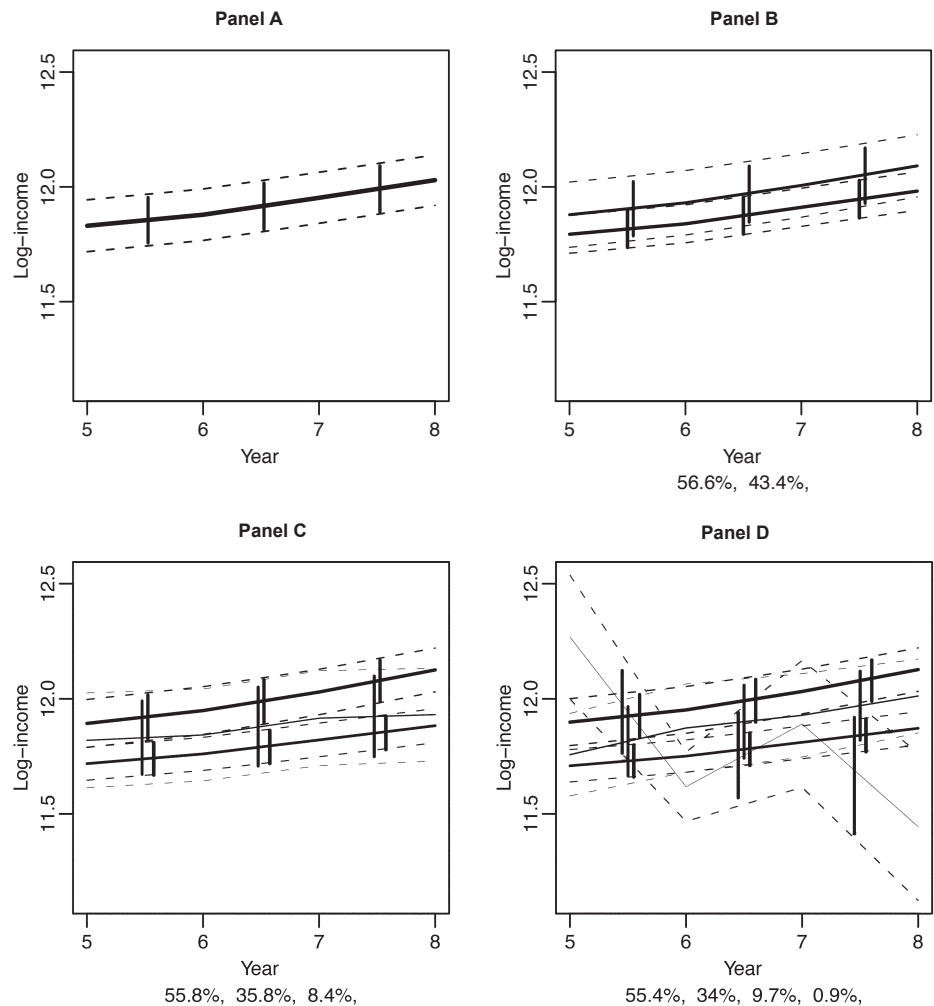 Panel A
Log–income
12.5
12.0
11.5
5 6 7 8
Year
Panel B
Log–income
12.5
12.0
11.5
5 6 7 8
Year
56.6%, 43.4%,
Panel C
Log–income
12.5
12.0
11.5
5 6 7 8
Year
55.8%, 35.8%, 8.4%,
Panel D
Log–income
12.5
12.0
11.5
5 6 7 8
Year
55.4%, 34%, 9.7%, 0.9%,